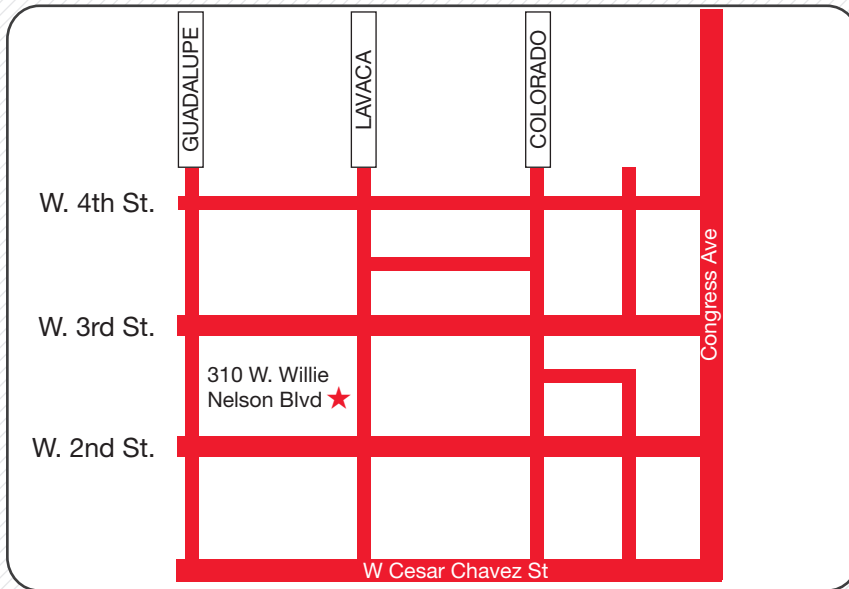 GUADALUPE
LAVACA
COLORADO
W. 4th St.
Congress Ave
W. 3rd St.
310 W. Willie
Nelson Blvd
W. 2nd St.
W Cesar Chavez St